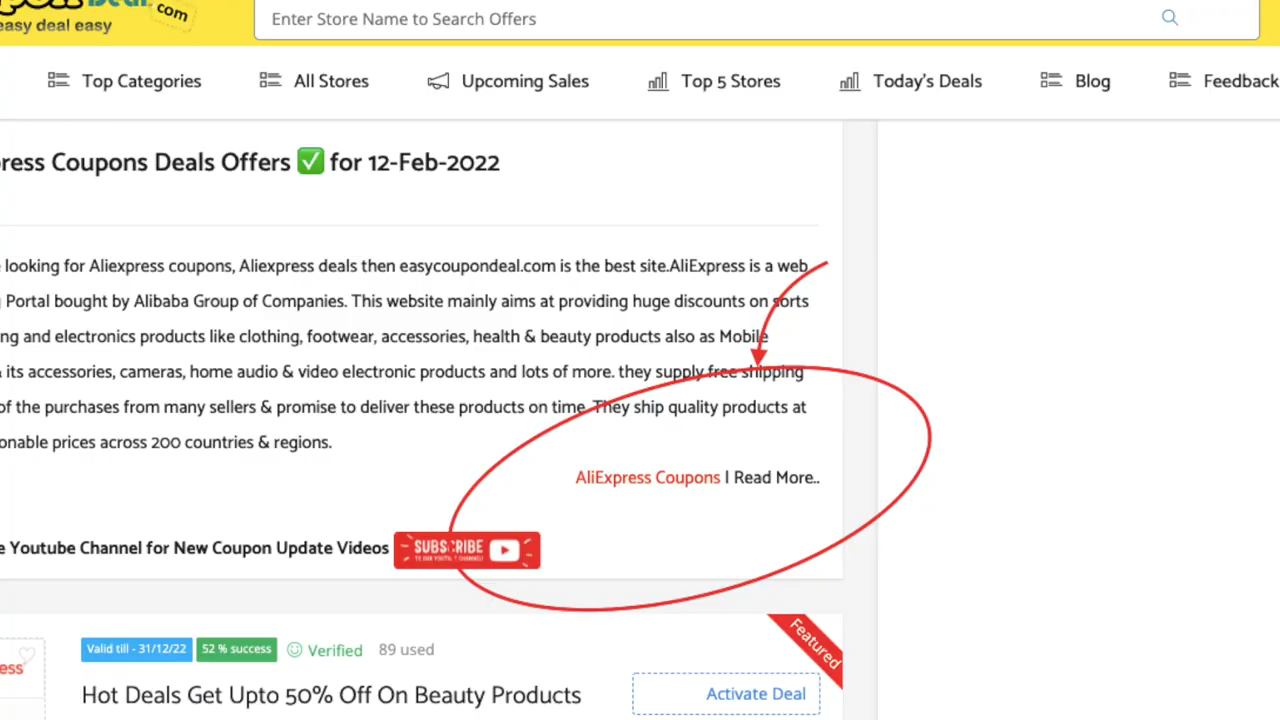 .com
easy deal easy
Enter Store Name to Search Offers
Top Categories
All Stores
Upcoming Sales
Top 5 Stores
Today's Deals
Blog
Feedback
ress Coupons Deals Offers ✅ for 12-Feb-2022
looking for Aliexpress coupons, Aliexpress deals then easycoupondeal.com is the best site.AliExpress is a web
Portal bought by Alibaba Group of Companies. This website mainly aims at providing huge discounts on sorts
ng and electronics products like clothing, footwear, accessories, health & beauty products also as Mobile
& its accessories, cameras, home audio & video electronic products and lots of more. they supply free shipping
of the purchases from many sellers & promise to deliver these products on time. They ship quality products at
onable prices across 200 countries & regions.
AliExpress Coupons | Read More..
e Youtube Channel for New Coupon Update Videos
SUBSCRIBE
TO OUR YOUTUBE CHANNEL!
Featured
Valid till - 31/12/22
52 % success
Verified
89 used
ess
Hot Deals Get Upto 50% Off On Beauty Products
Activate Deal